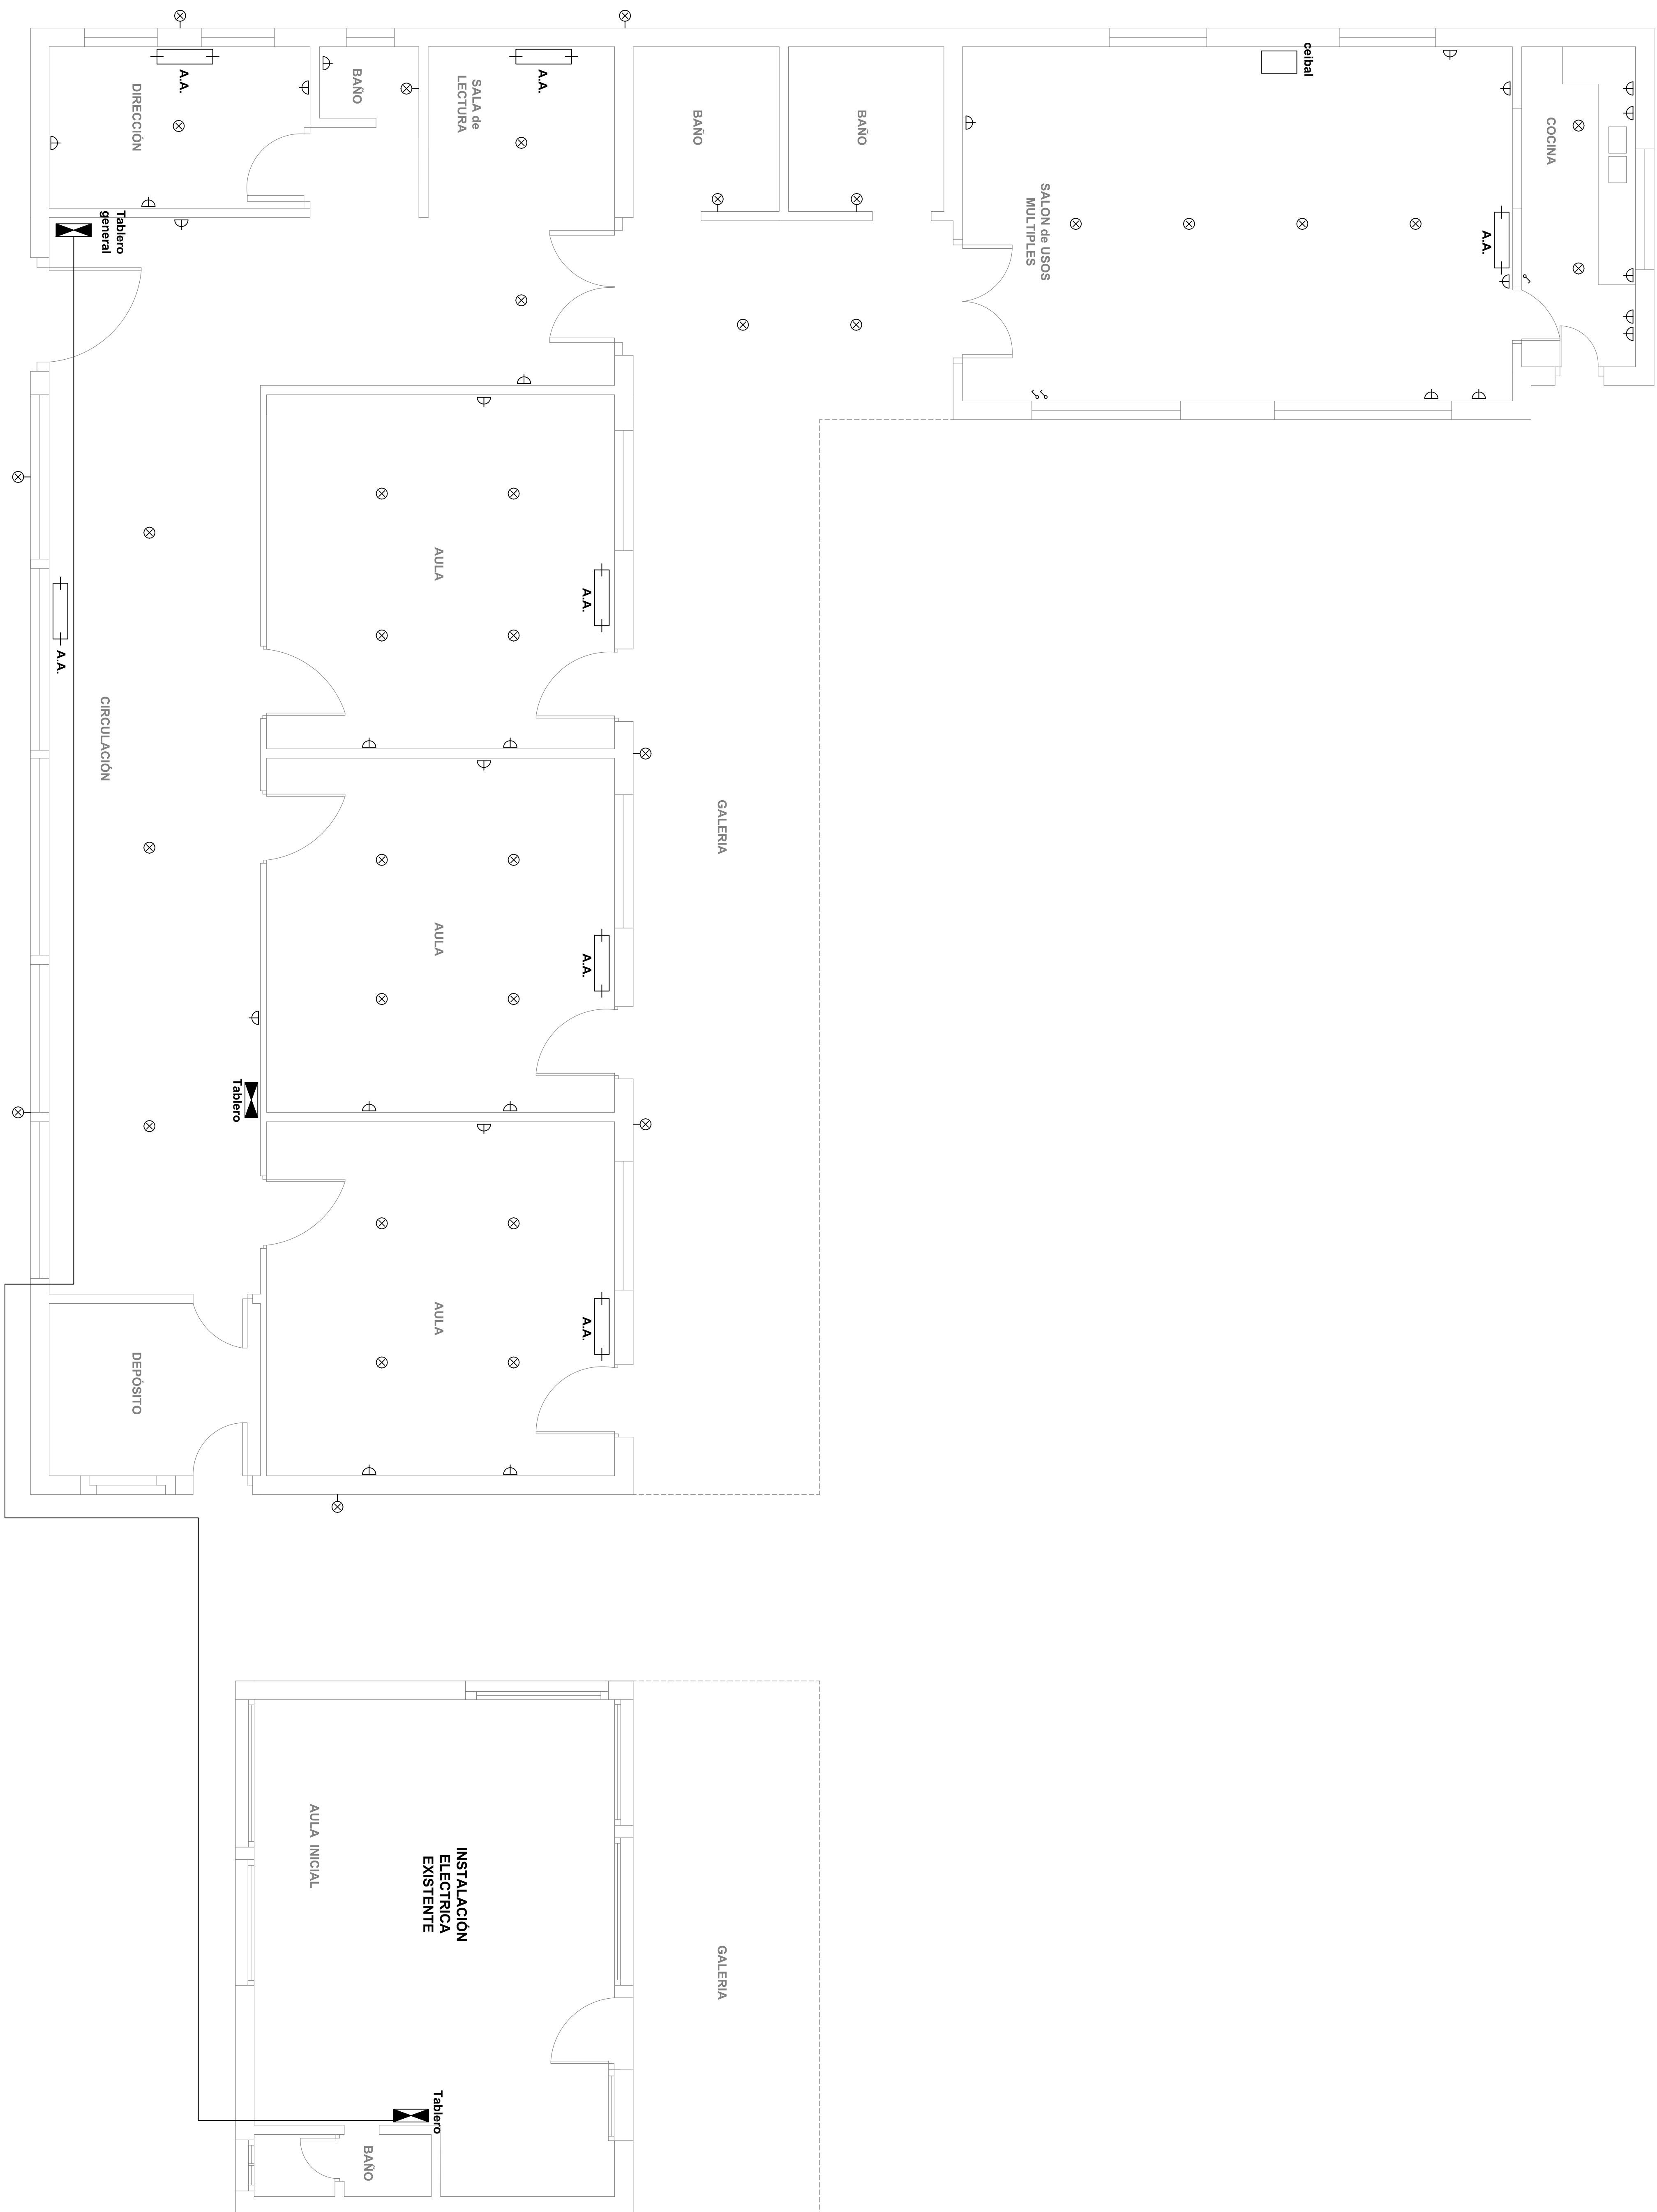 ceibal
A.A.
DIRECCIÓN
BAÑO
SALA de
LECTURA
A.A.
BAÑO
BAÑO
COCINA
SALON de USOS
MULTIPLES
A.A.
Tablero
general
AULA
A.A.
A.A.
CIRCULACIÓN
GALERIA
AULA
A.A.
Tablero
AULA
A.A.
DEPÓSITO
AULA INICIAL
INSTALACIÓN
ELECTRICA
EXISTENTE
GALERIA
Tablero
BAÑO